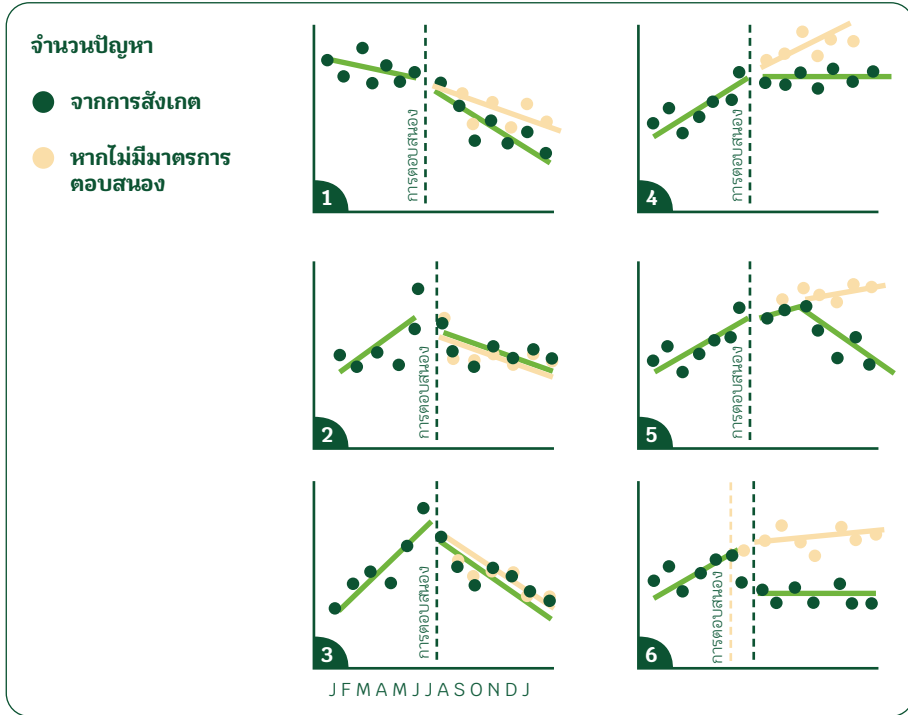 จำนวนปัญหา
จากการสังเกต
หากไม่มีมาตรการ
ตอบสนอง
การตอบสนอง
1
การตอบสนอง
4
การตอบสนอง
2
การตอบสนอง
5
การตอบสนอง
3
การตอบสนอง
6
J F M A M J J A S O N D J